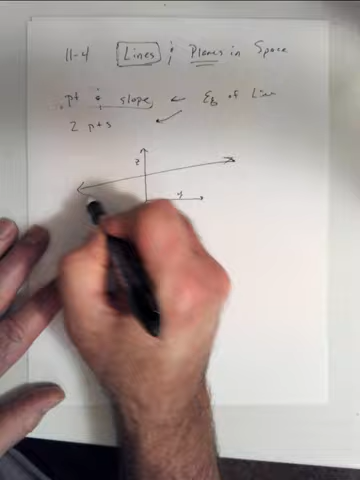 11-4 Lines & Planes in Space
pt & slope ← Eq of Line
2 pts
z
y